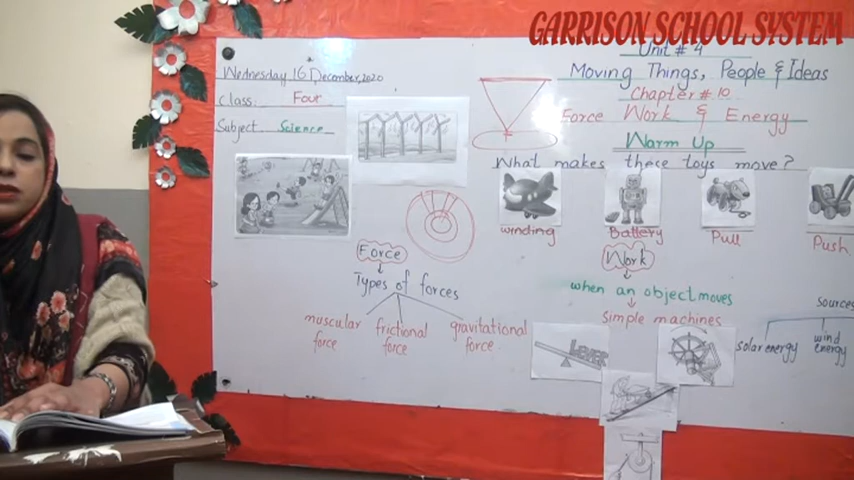 GARRISON SCHOOL SYSTEM
Wednesday 16, December, 2020
Class: Four
Subject: Science
Unit # 4
Moving Things, People & Ideas
Chapter # 10
Force Work & Energy
Warm Up
What makes these toys move?
winding Battery Pull Push
Force
Types of forces
muscular force
frictional force
gravitational force
Work
when an object moves
simple machines
LEVER
sources
solar energy
wind energy